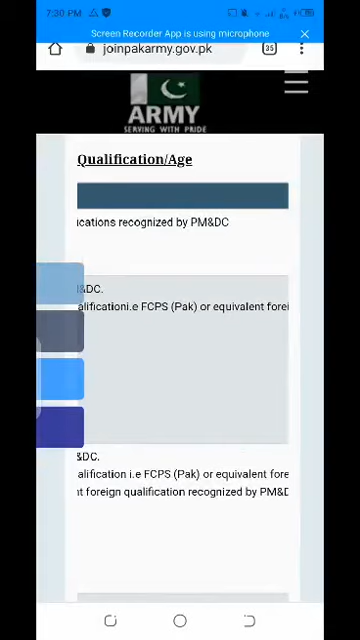 7:30 PM
Screen Recorder App is using microphone
joinpakarmy.gov.pk
35
ARMY
SERVING WITH PRIDE
Qualification/Age
ications recognized by PM&DC
&DC.
alificationi.e FCPS (Pak) or equivalent forei
&DC.
alification i.e FCPS (Pak) or equivalent fore
t foreign qualification recognized by PM&D